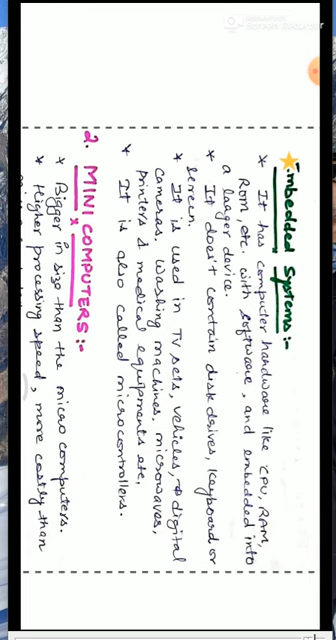 Embedded Systems:-
* It has computer hardware like CPU, RAM,
Rom, etc. with software, and embedded into
a larger device.
* It does't contain disk drives, keyboard or
screen.
* It is used in TV sets, vehicles, digital
cameras, washing machines, microwaves,
printers & medical equipments etc.
* It is also called microcontrollers.
2. MINI COMPUTERS:-
* Bigger in size than the micro computers.
* Higher processing speed, more costly than